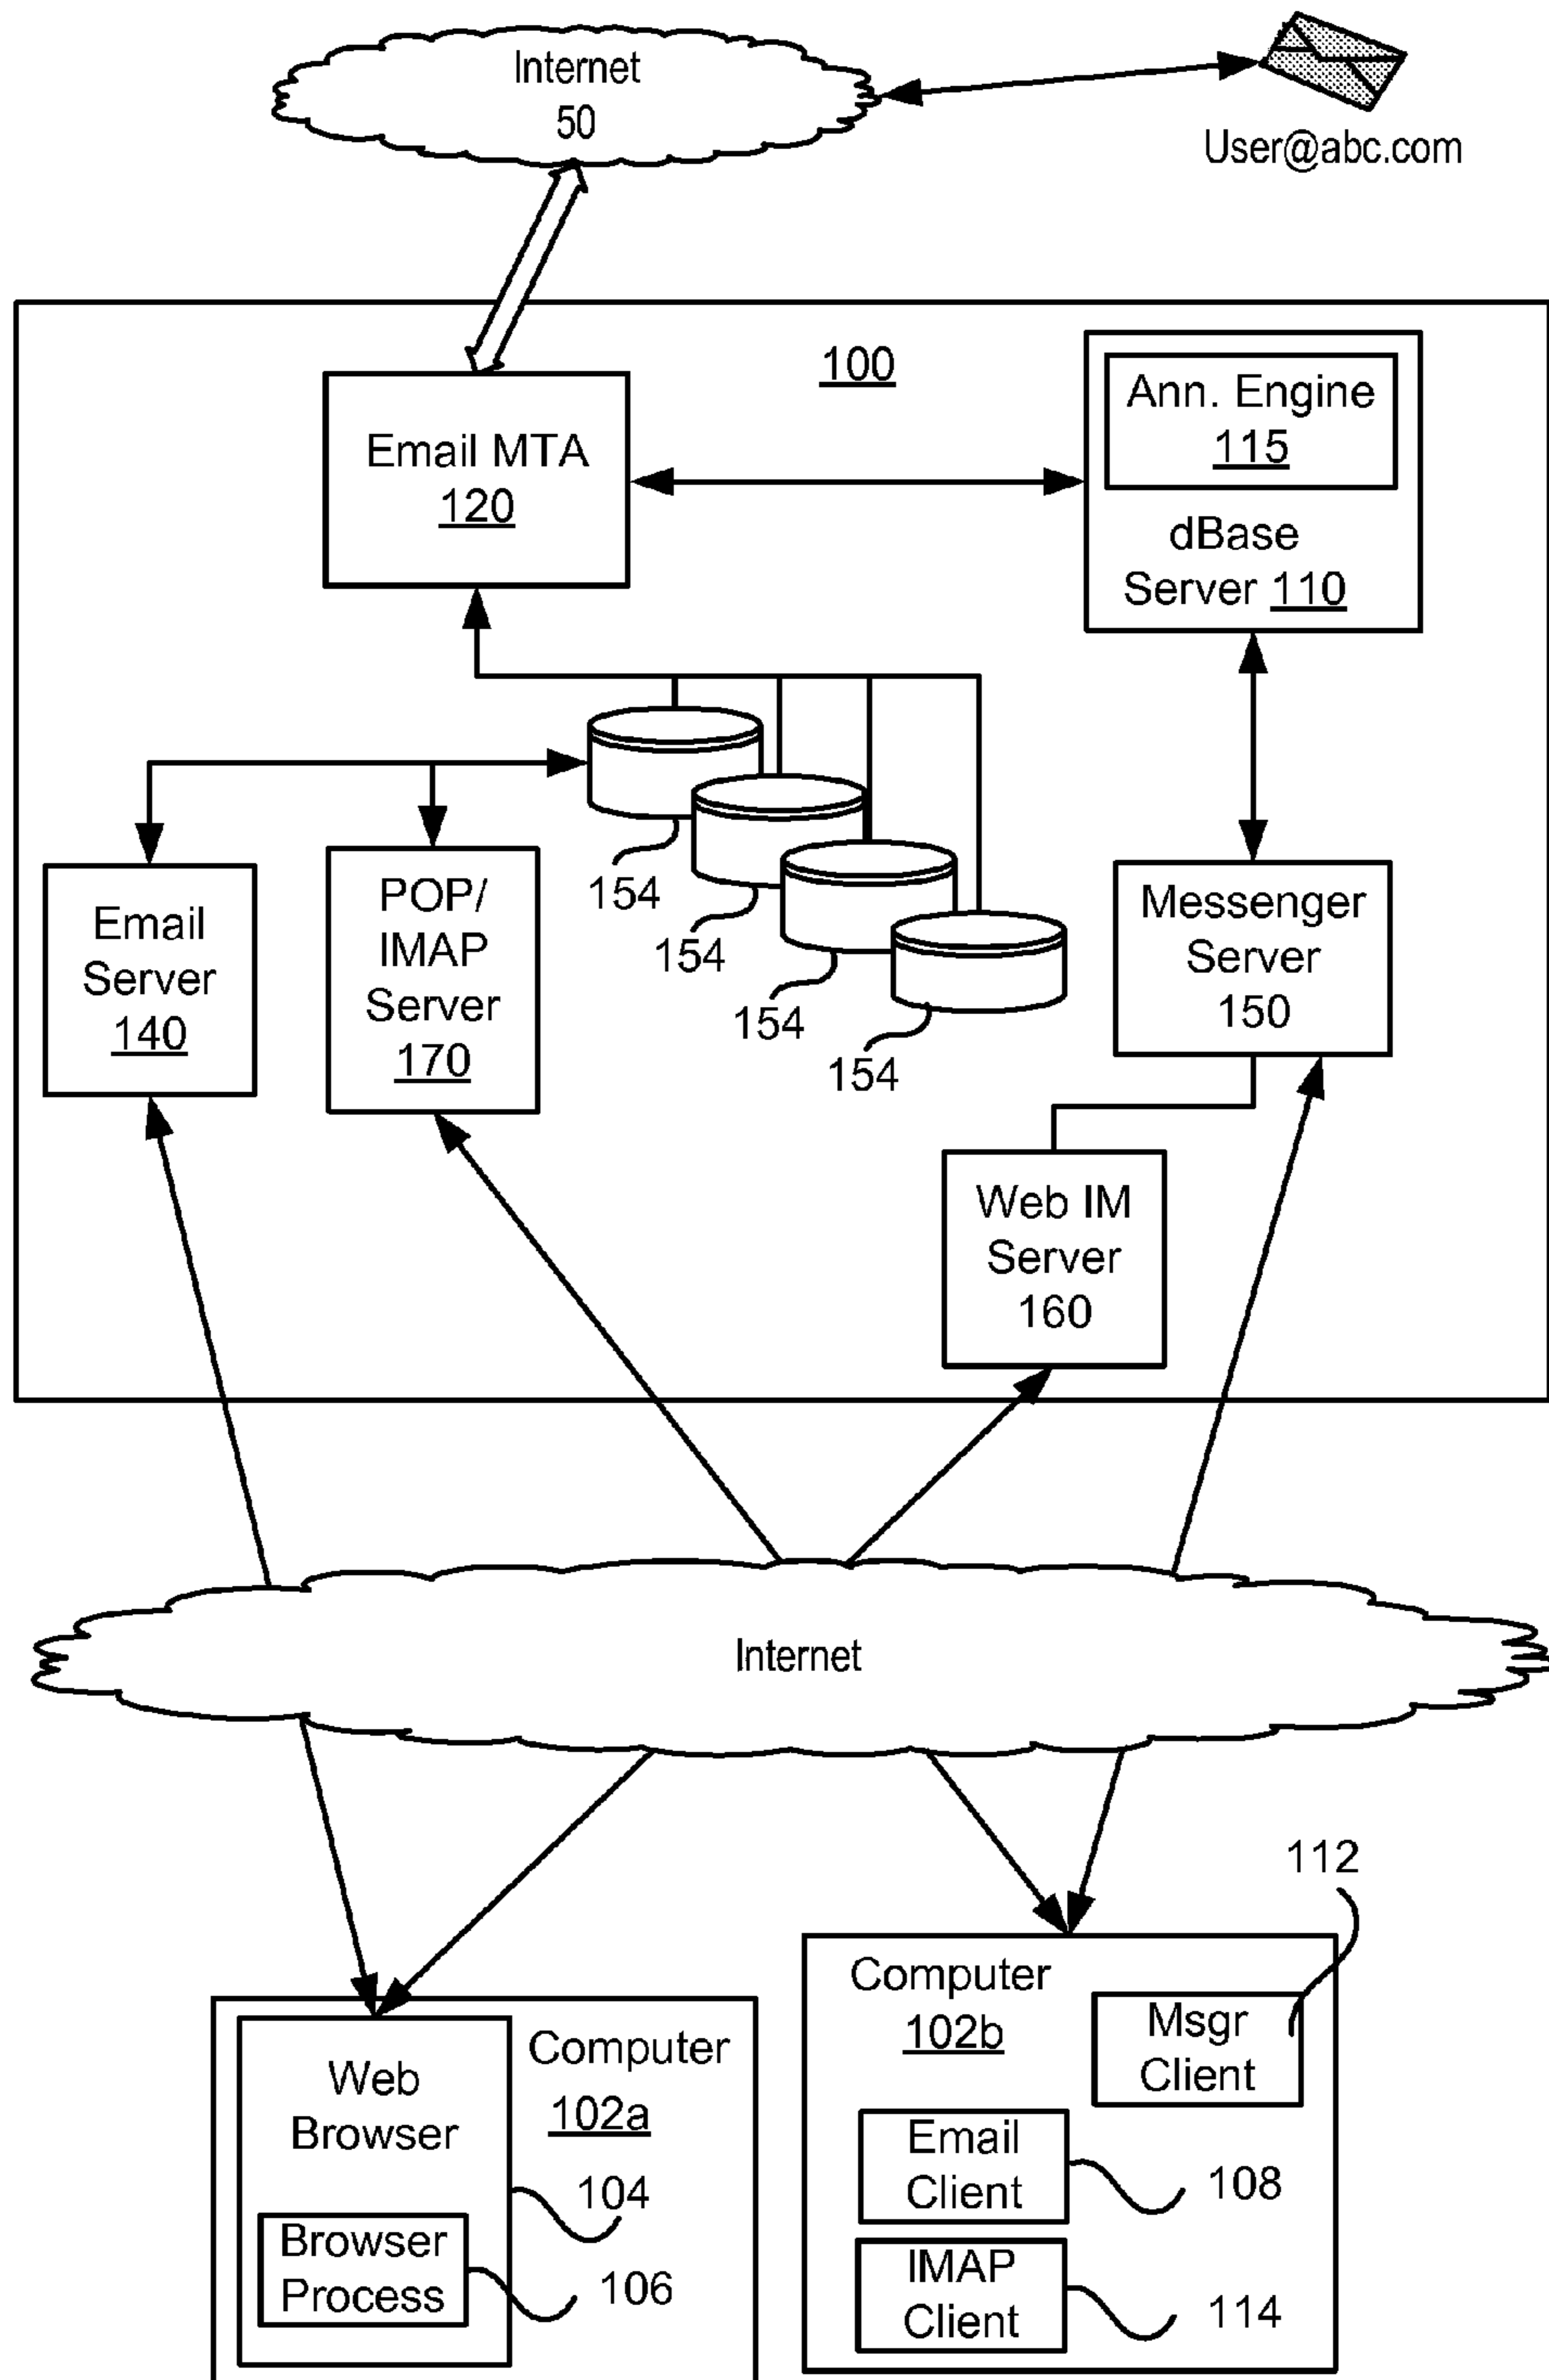 Internet
50
User@abc.com
100
Ann. Engine
115
dBase
Server 110
Email MTA
120
154
154
154
154
Email
Server
140
POP/
IMAP
Server
170
Messenger
Server
150
Web IM
Server
160
Internet
112
Computer
102b
Msgr
Client
Email
Client
108
IMAP
Client
114
Computer
102a
Web
Browser
104
Browser
Process
106